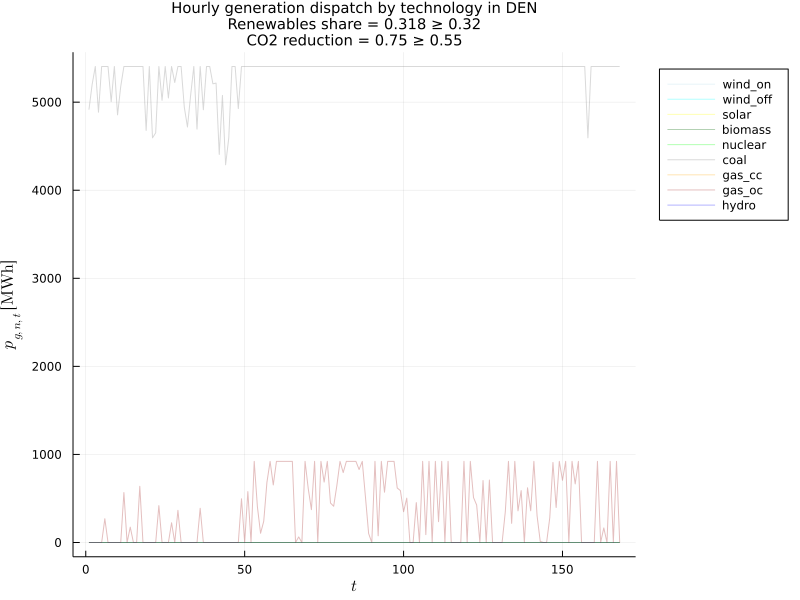 Hourly generation dispatch by technology in DEN
Renewables share = 0.318 ≥ 0.32
CO2 reduction = 0.75 ≥ 0.55
wind_on
wind_off
solar
biomass
nuclear
coal
gas_cc
gas_oc
hydro
p g,n,t [MWh]
5000
4000
3000
2000
1000
0
0 50 100 150
t